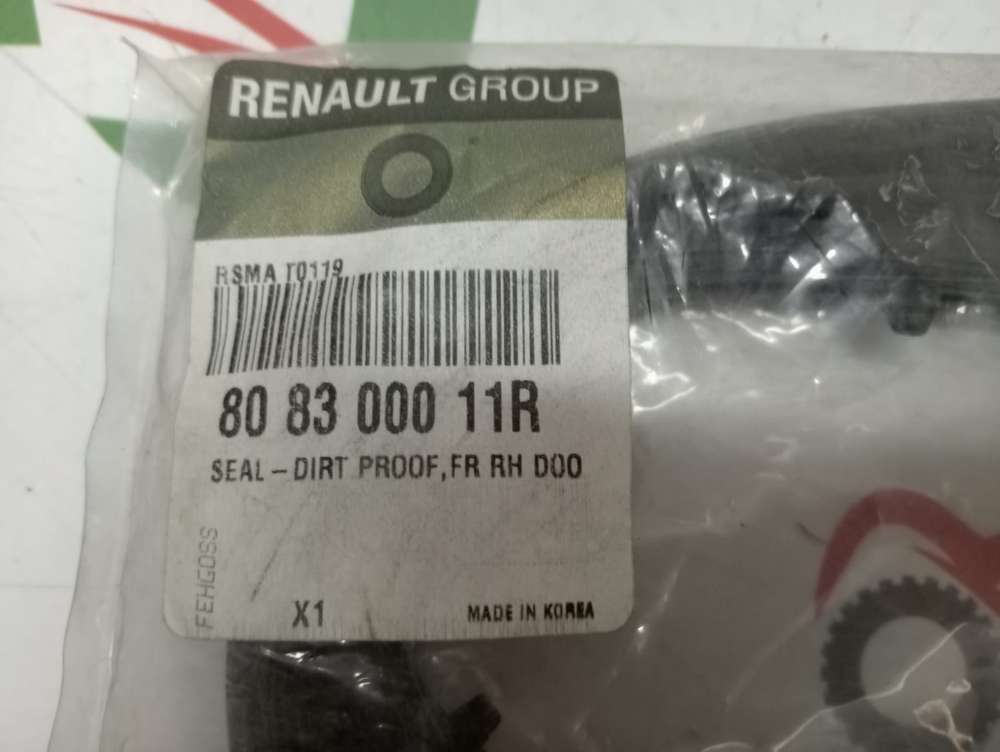 RENAULT GROUP
RSMA T0119
80 83 000 11R
SEAL-DIRT PROOF,FR RH DOO
FEHGOSS
X1
MADE IN KOREA